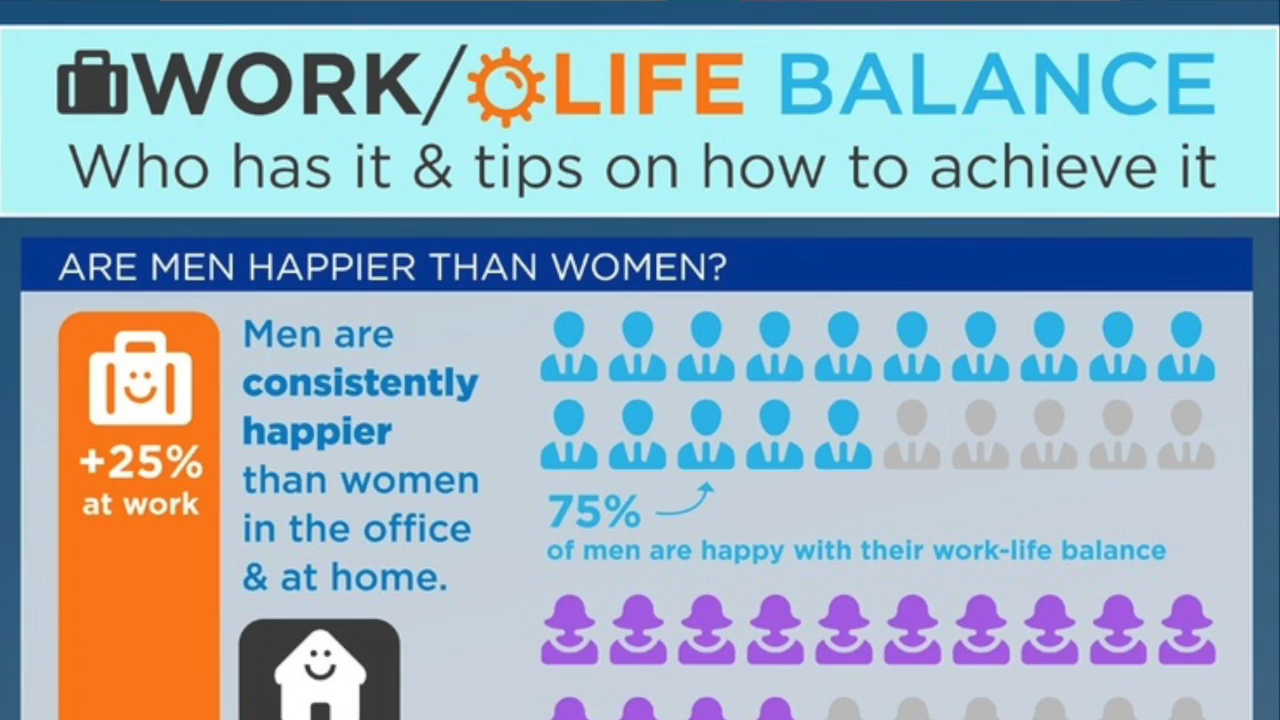 WORK/LIFE BALANCE
Who has it & tips on how to achieve it
ARE MEN HAPPIER THAN WOMEN?
+25%
at work
Men are
consistently
happier
than women
in the office
& at home.
75%
of men are happy with their work-life balance